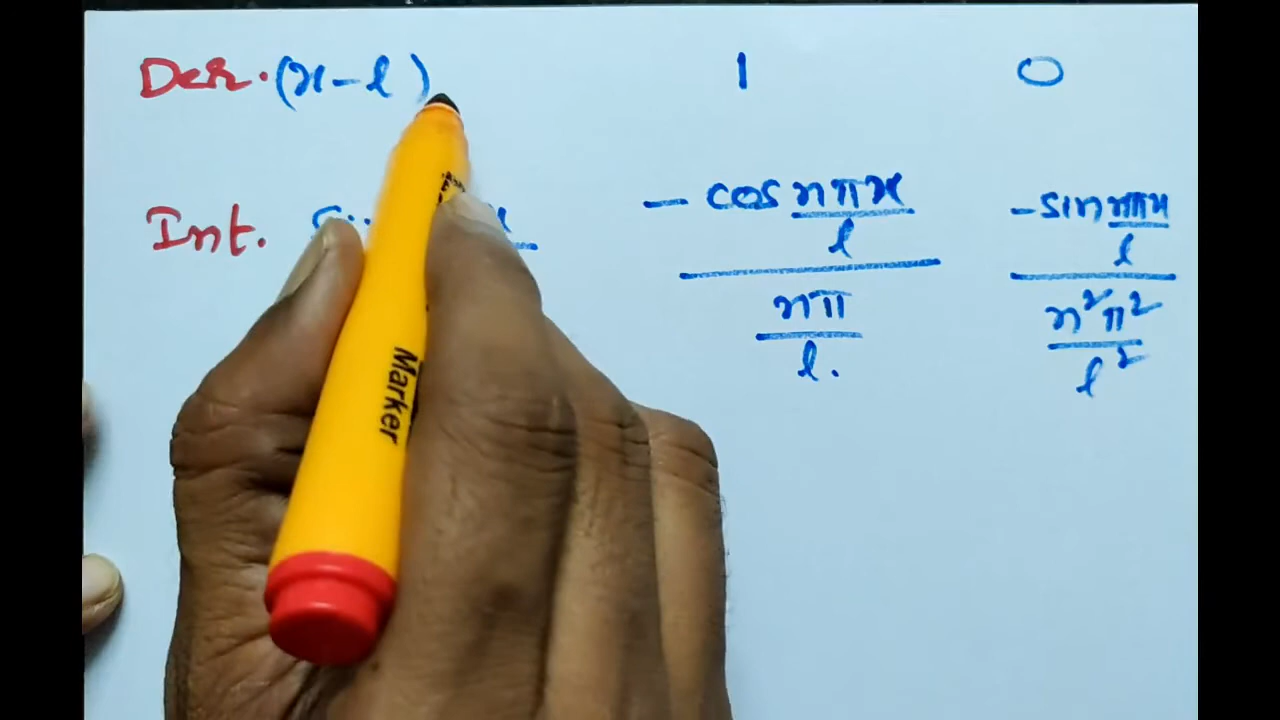 Der. (x-l) 1 0
Int. - cos nπx/l / nπ/l. - sin nπx/l / n²π²/l²
Marker